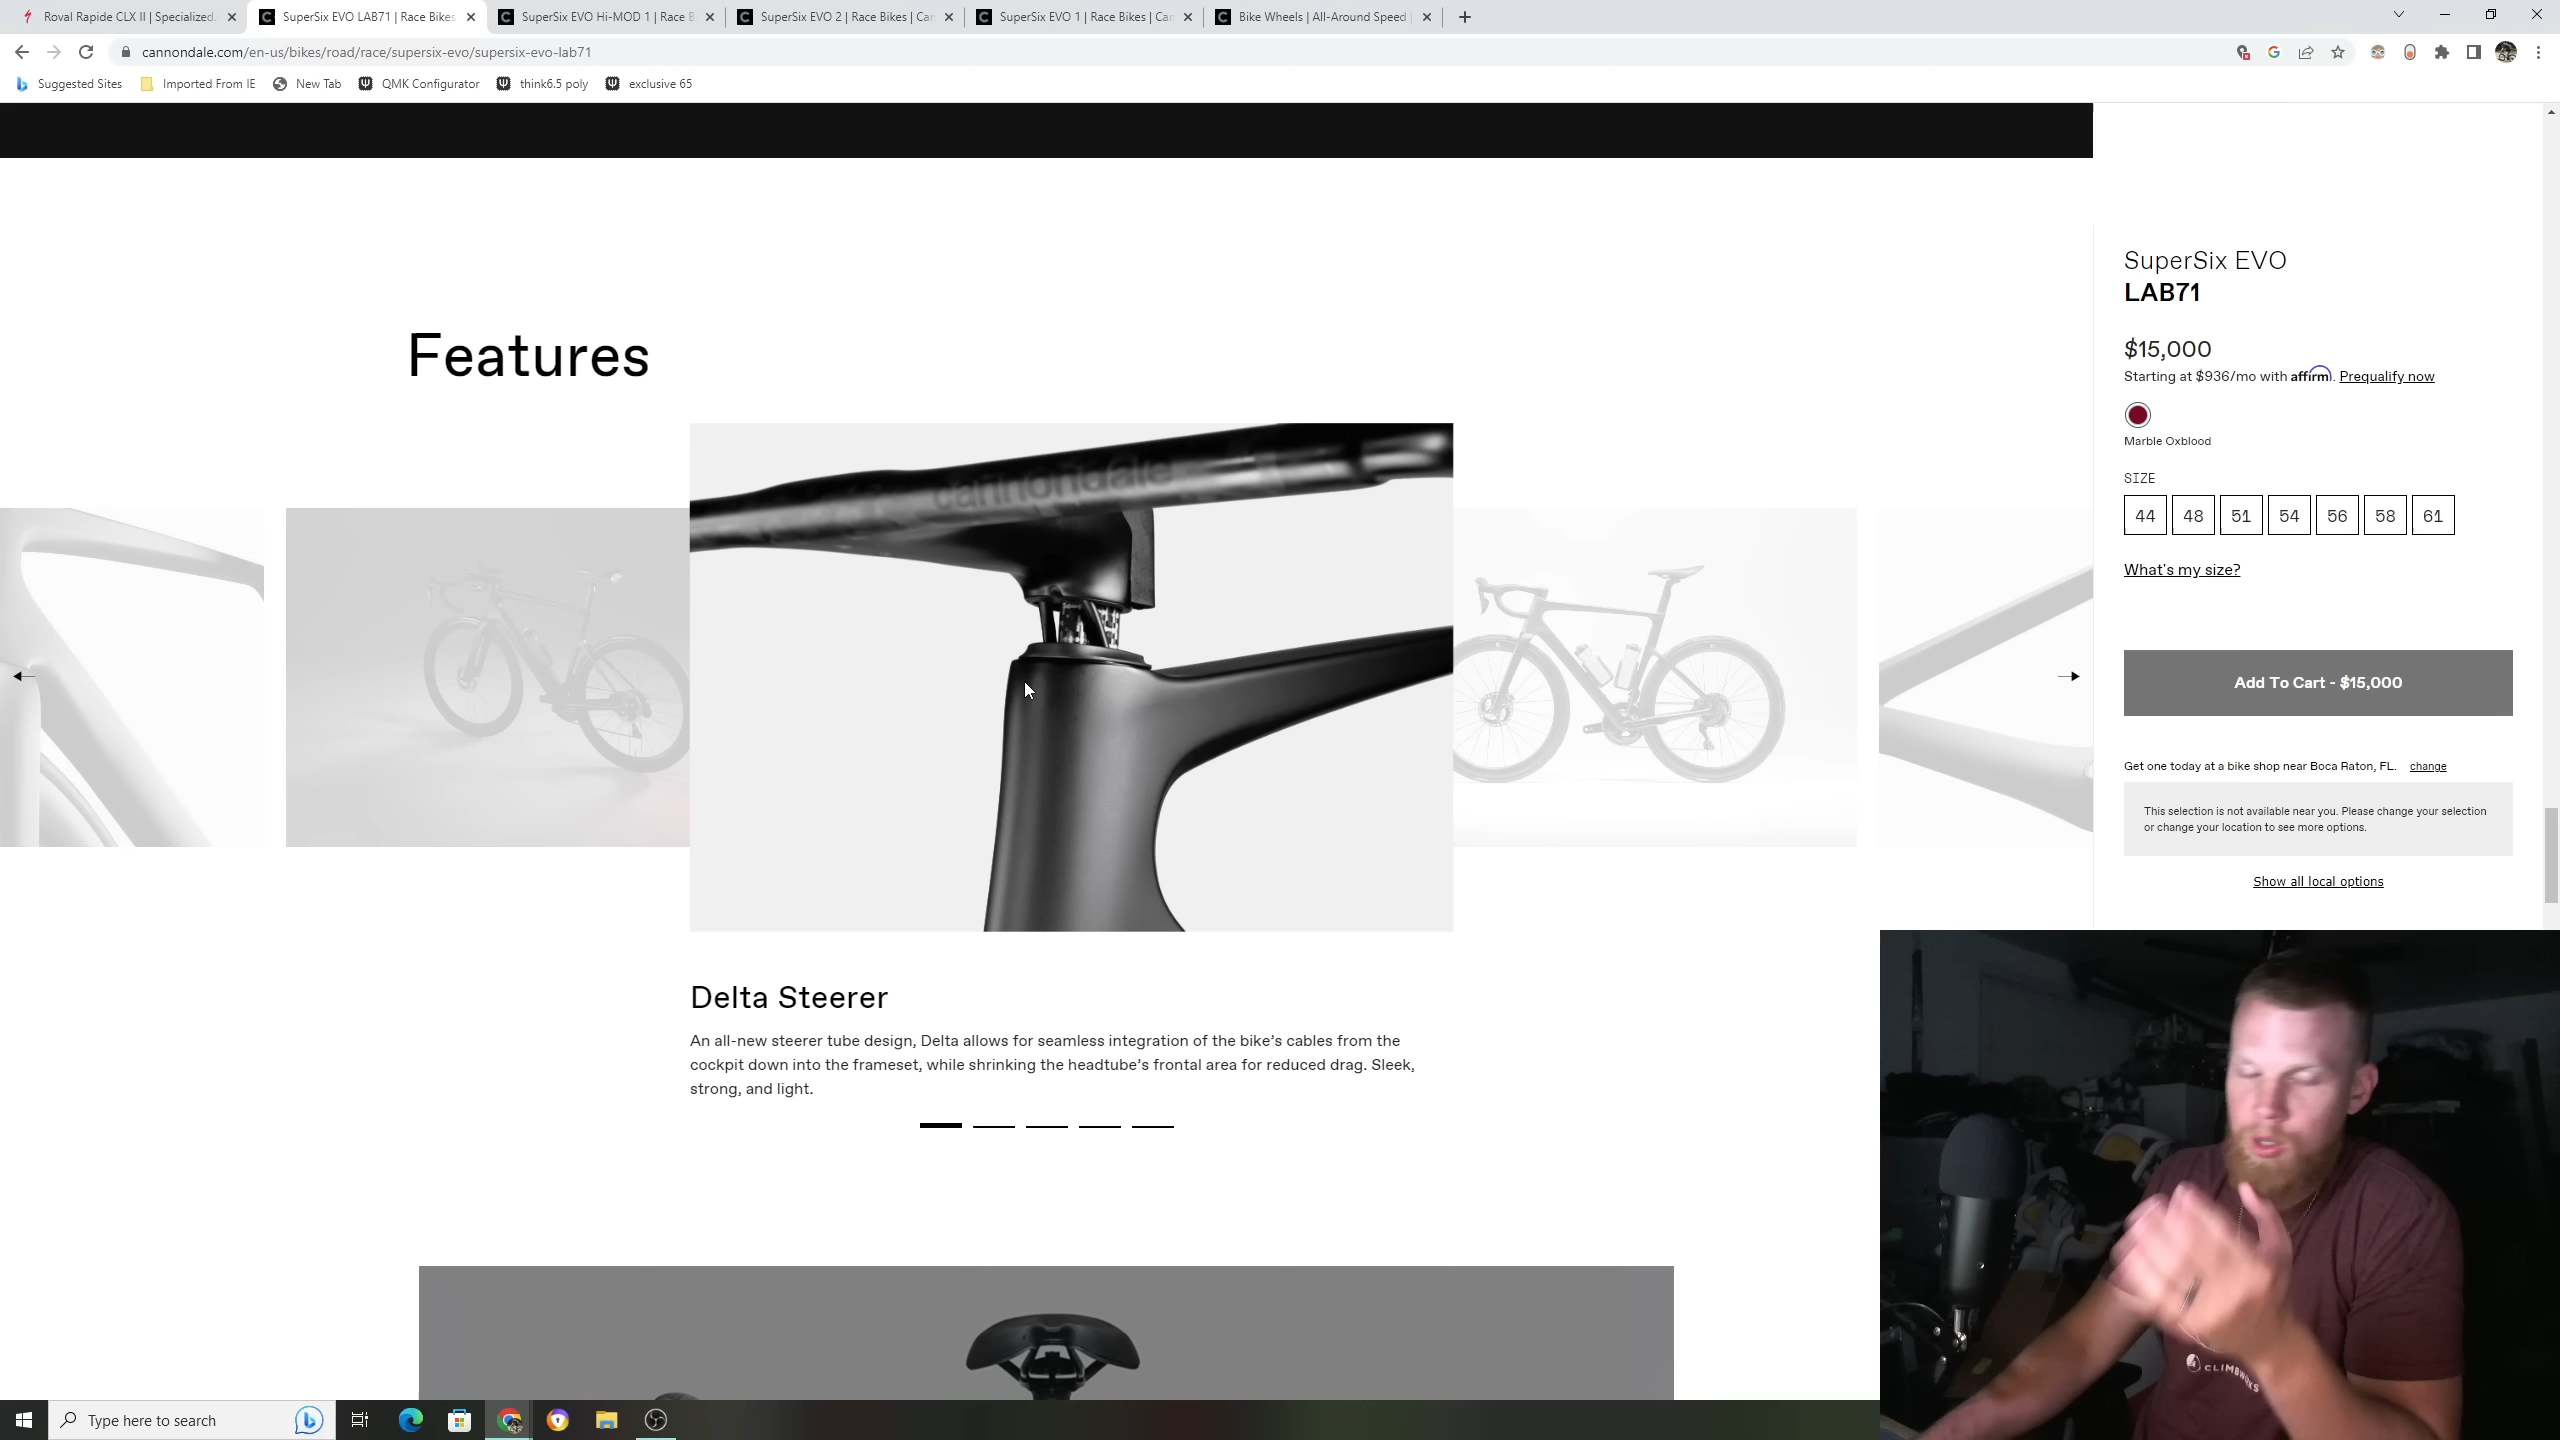 Roval Rapide CLX II | Specialized.
SuperSix EVO LAB71 | Race Bikes
SuperSix EVO Hi-MOD 1 | Race B
SuperSix EVO 2 | Race Bikes | Can
SuperSix EVO 1 | Race Bikes | Can
Bike Wheels | All-Around Speed |
cannondale.com/en-us/bikes/road/race/supersix-evo/supersix-evo-lab71
Suggested Sites
Imported From IE
New Tab
QMK Configurator
think6.5 poly
exclusive 65
Features
cannondale
Delta Steerer
An all-new steerer tube design, Delta allows for seamless integration of the bike’s cables from the
cockpit down into the frameset, while shrinking the headtube’s frontal area for reduced drag. Sleek,
strong, and light.
SuperSix EVO
LAB71
$15,000
Starting at $936/mo with affirm. Prequalify now
Marble Oxblood
SIZE
44 48 51 54 56 58 61
What's my size?
Add To Cart - $15,000
Get one today at a bike shop near Boca Raton, FL. change
This selection is not available near you. Please change your selection
or change your location to see more options.
Show all local options
CLIMBWORKS
Type here to search